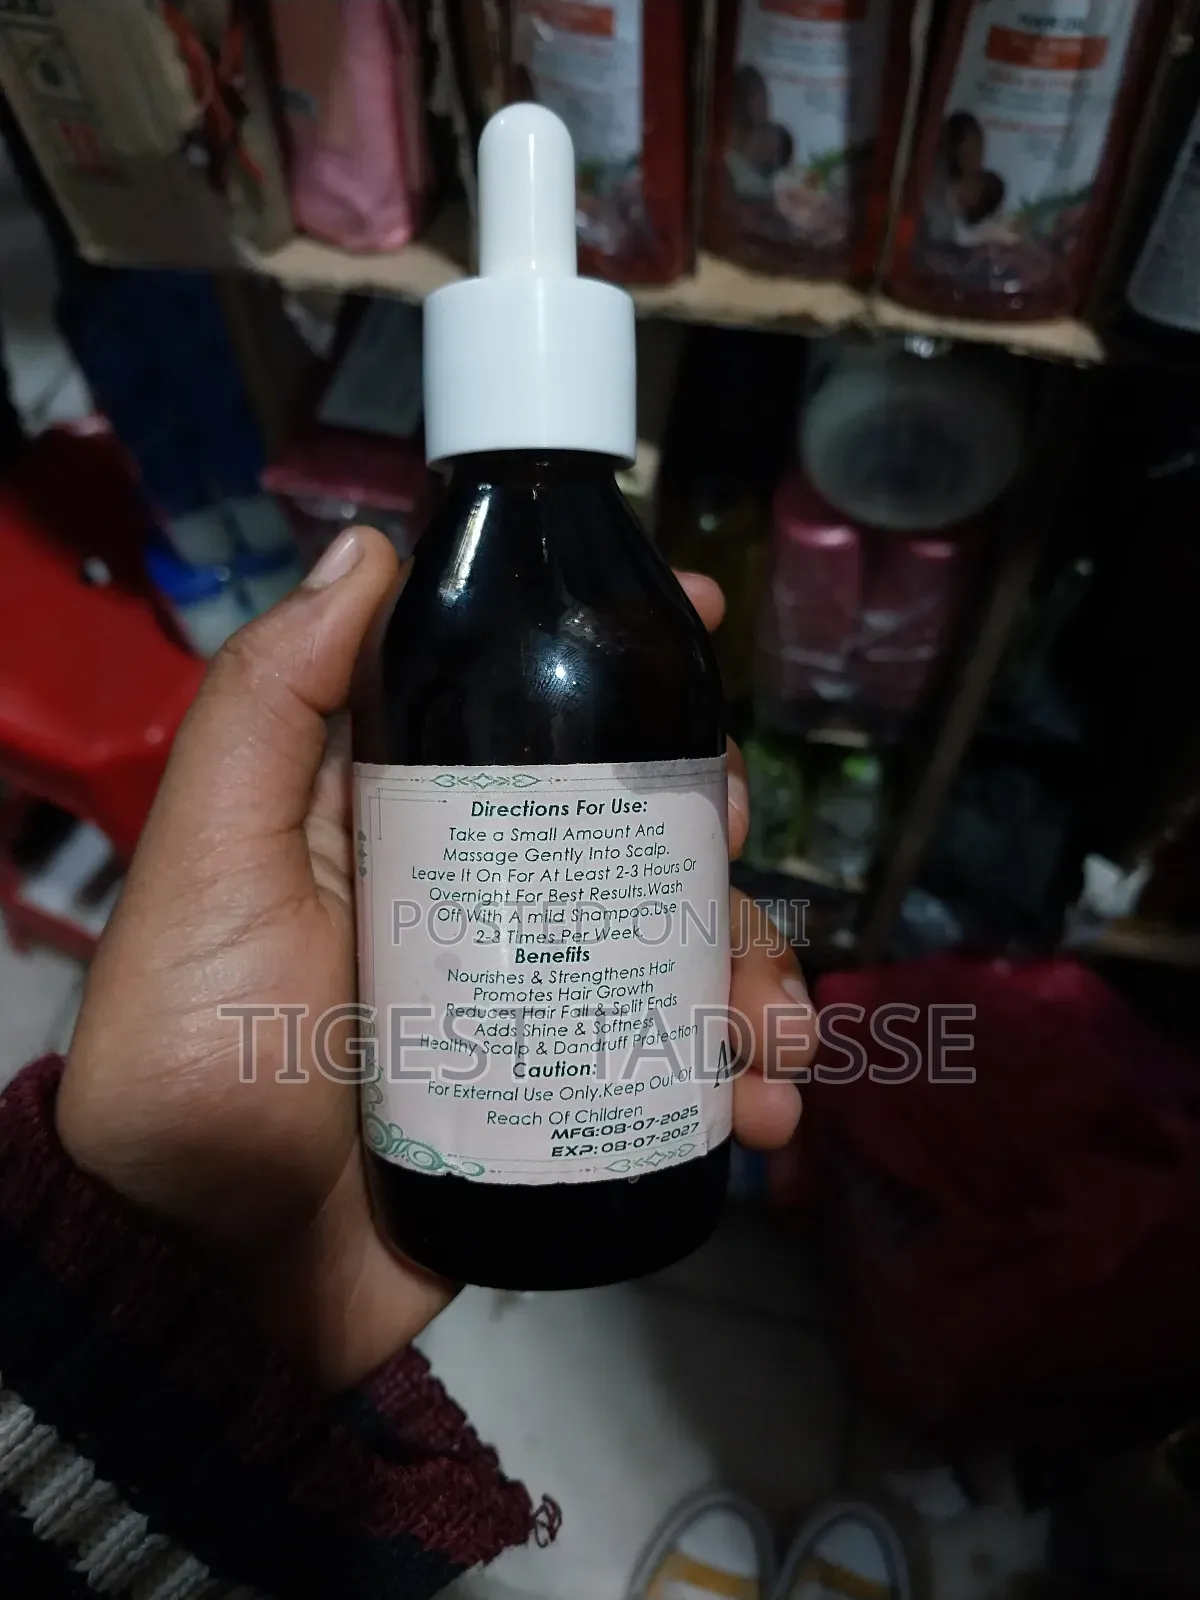 Directions For Use:
Take a Small Amount And
Massage Gently Into Scalp.
Leave It On For At Least 2-3 Hours Or
Overnight For Best Results.Wash
Off With A mild Shampoo.Use
2-3 Times Per Week.
Benefits
Nourishes & Strengthens Hair
Promotes Hair Growth
Reduces Hair Fall & Split Ends
Adds Shine & Softness
Healthy Scalp & Dandruff Protection
Caution:
For External Use Only.Keep Out Of
Reach Of Children
MFG:08-07-2025
EXP:08-07-2027
POSTED ON JIJI
TIGEST TADESSE